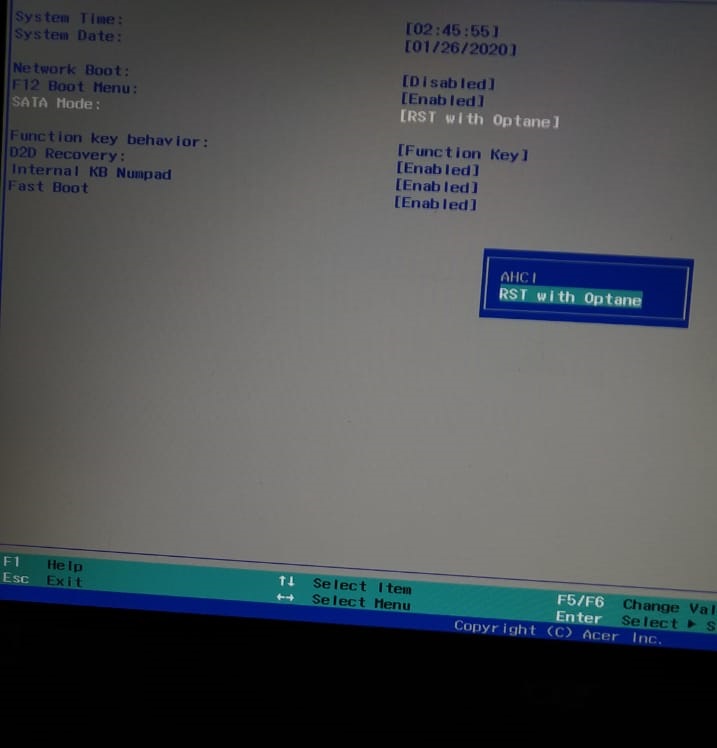 System Time: [02:45:55]
System Date: [01/26/2020]
Network Boot: [Disabled]
F12 Boot Menu: [Enabled]
SATA Mode: [RST with Optane]
Function key behavior: [Function Key]
D2D Recovery: [Enabled]
Internal KB Numpad [Enabled]
Fast Boot [Enabled]
AHCI
RST with Optane
F1 Help ↑↓ Select Item F5/F6 Change Val
Esc Exit ←→ Select Menu Enter Select ▶ S
Copyright (C) Acer Inc.